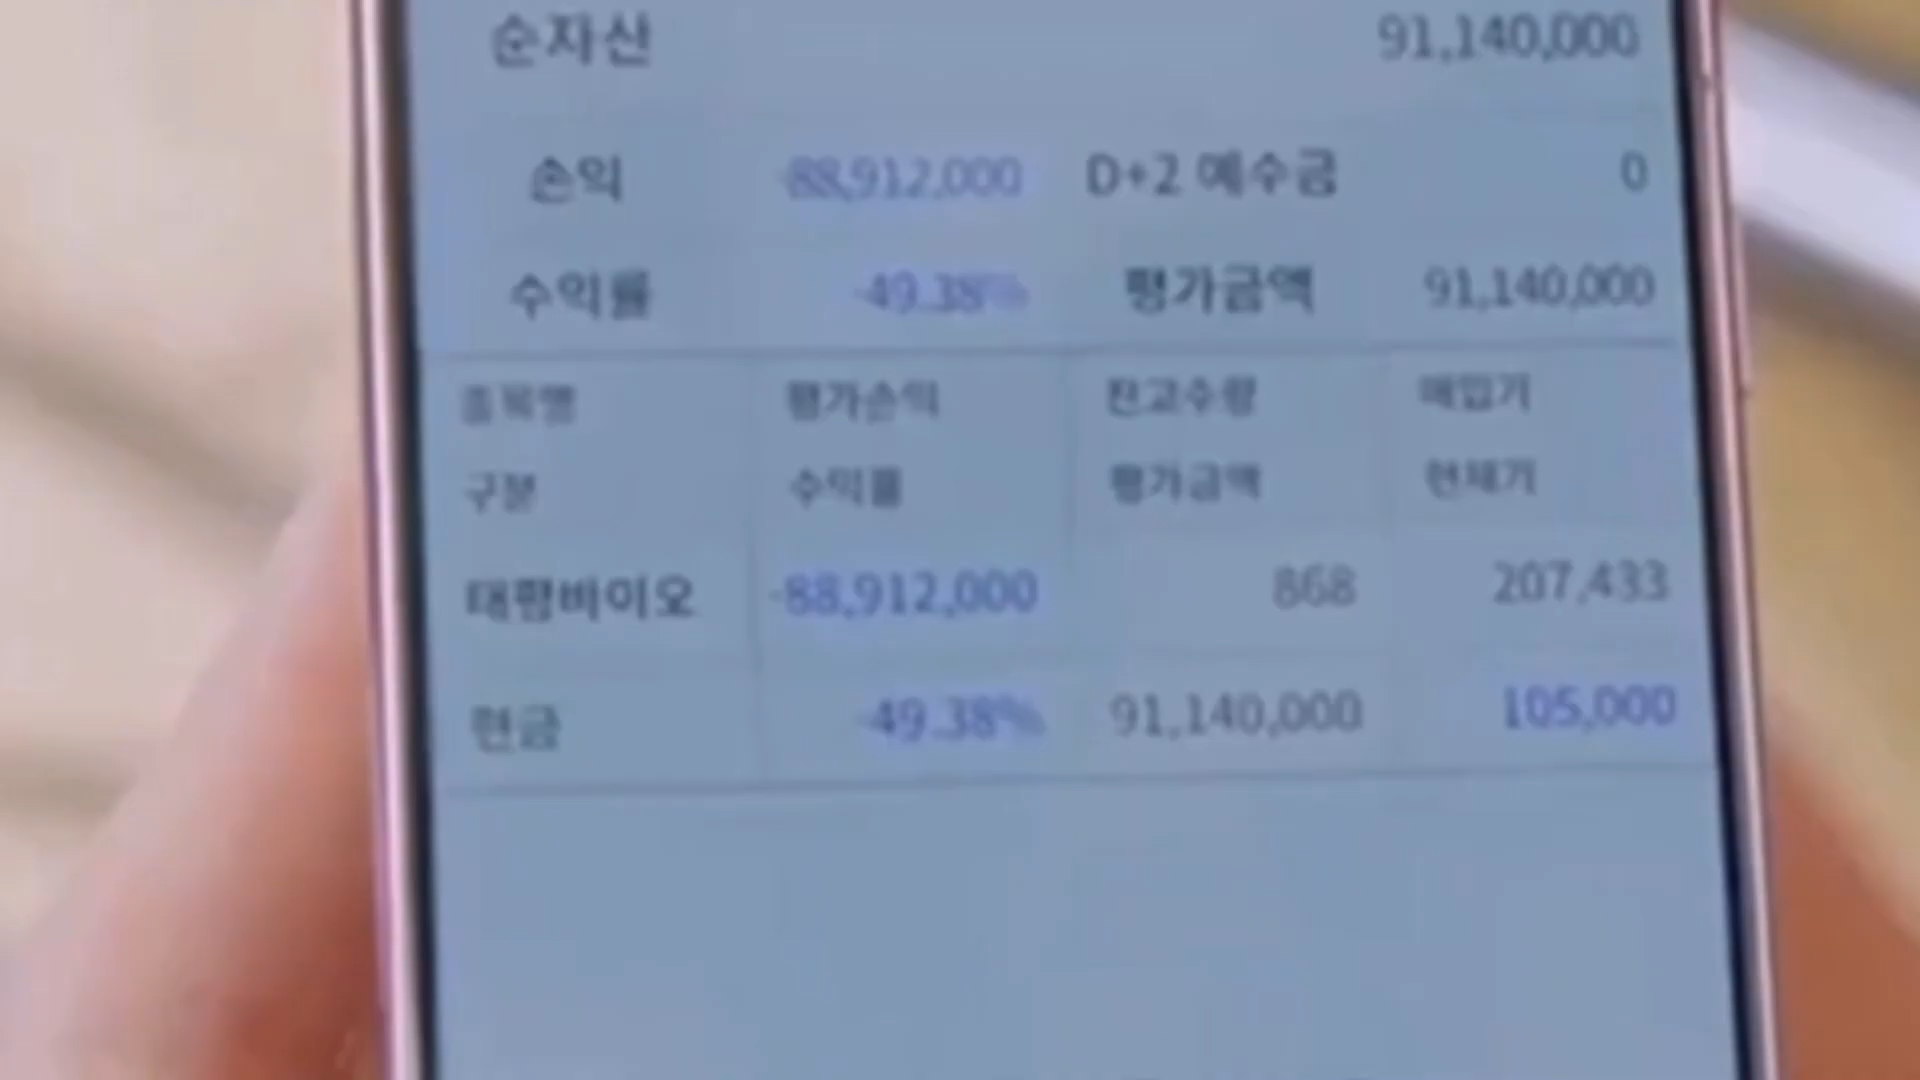 순자산 91,140,000
손익 -88,912,000 D+2 예수금 0
수익률 -49.38% 평가금액 91,140,000
종목명 평가손익 잔고수량 매입가
구분 수익률 평가금액 현재가
태평바이오 -88,912,000 868 207,433
현금 -49.38% 91,140,000 105,000